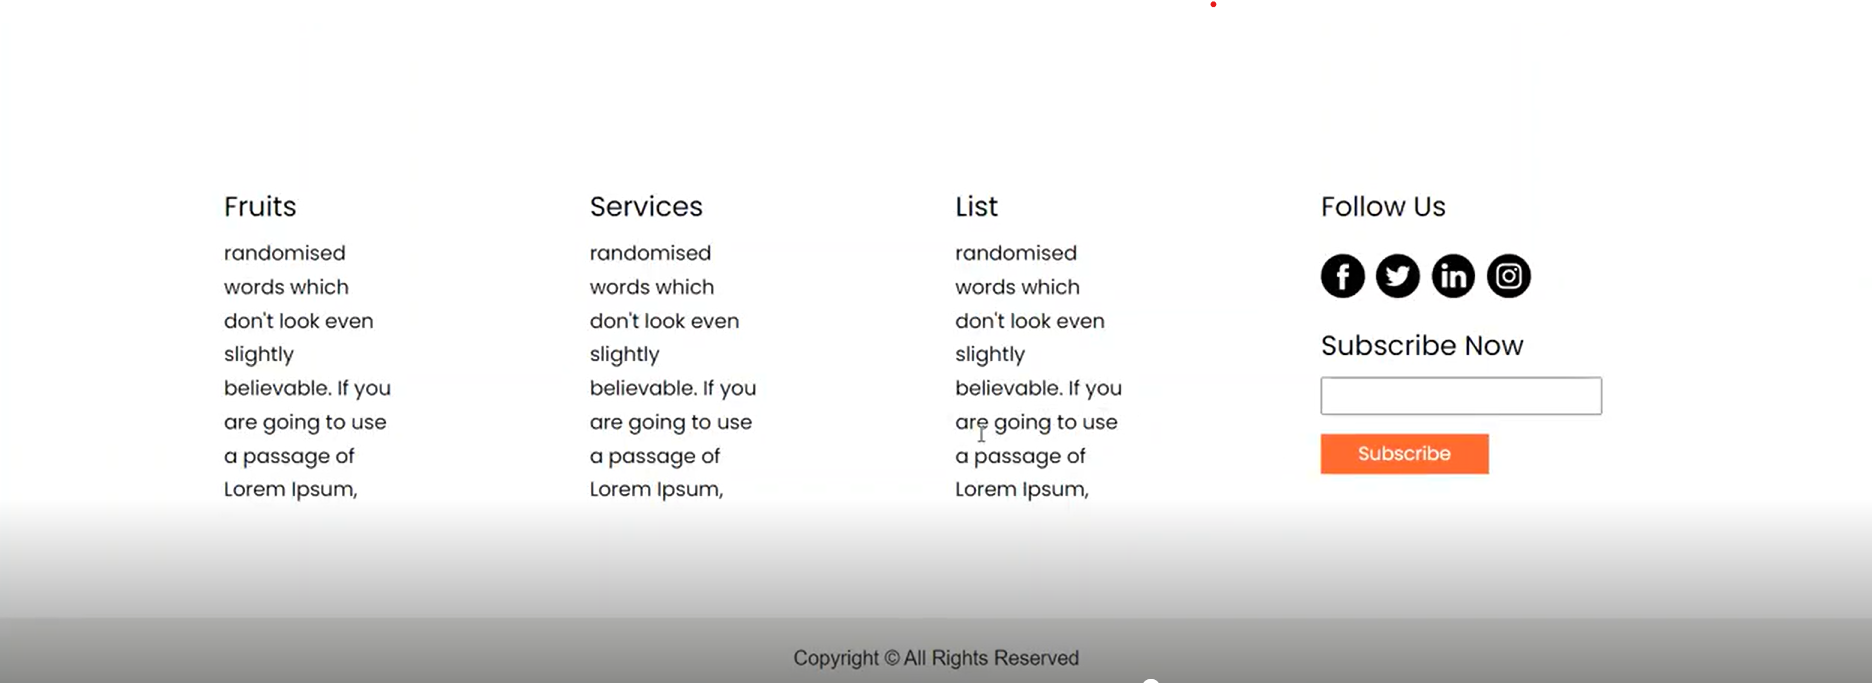 Fruits
randomised
words which
don't look even
slightly
believable. If you
are going to use
a passage of
Lorem Ipsum,
Services
randomised
words which
don't look even
slightly
believable. If you
are going to use
a passage of
Lorem Ipsum,
List
randomised
words which
don't look even
slightly
believable. If you
are going to use
a passage of
Lorem Ipsum,
Follow Us
Subscribe Now
Subscribe
Copyright © All Rights Reserved